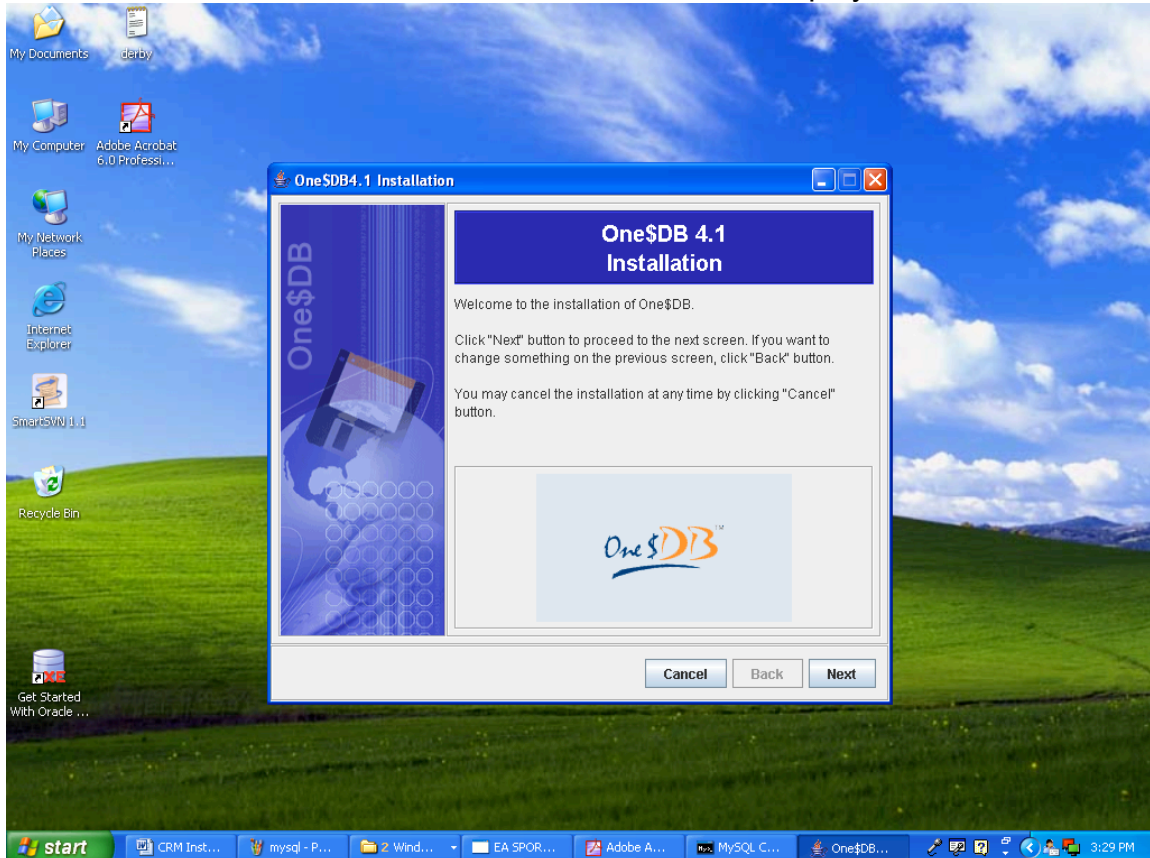 My Documents
derby
My Computer
Adobe Acrobat
6.0 Professi...
My Network
Places
Internet
Explorer
SmartSVN 1.1
Recycle Bin
Get Started
With Oracle ...
One$DB4.1 Installation
One$DB
One$DB 4.1
Installation
Welcome to the installation of One$DB.
Click "Next" button to proceed to the next screen. If you want to
change something on the previous screen, click "Back" button.
You may cancel the installation at any time by clicking "Cancel"
button.
One $DB™
Cancel Back Next
start CRM Inst... mysql - P... 2 Wind... EA SPOR... Adobe A... MySQL C... One$DB... 3:29 PM